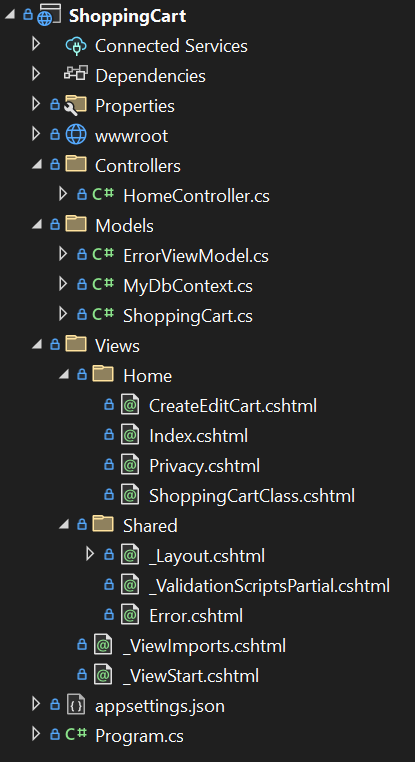 ShoppingCart
Connected Services
Dependencies
Properties
wwwroot
Controllers
C# HomeController.cs
Models
C# ErrorViewModel.cs
C# MyDbContext.cs
C# ShoppingCart.cs
Views
Home
@ CreateEditCart.cshtml
@ Index.cshtml
@ Privacy.cshtml
@ ShoppingCartClass.cshtml
Shared
@ _Layout.cshtml
@ _ValidationScriptsPartial.cshtml
@ Error.cshtml
@ _ViewImports.cshtml
@ _ViewStart.cshtml
appsettings.json
C# Program.cs